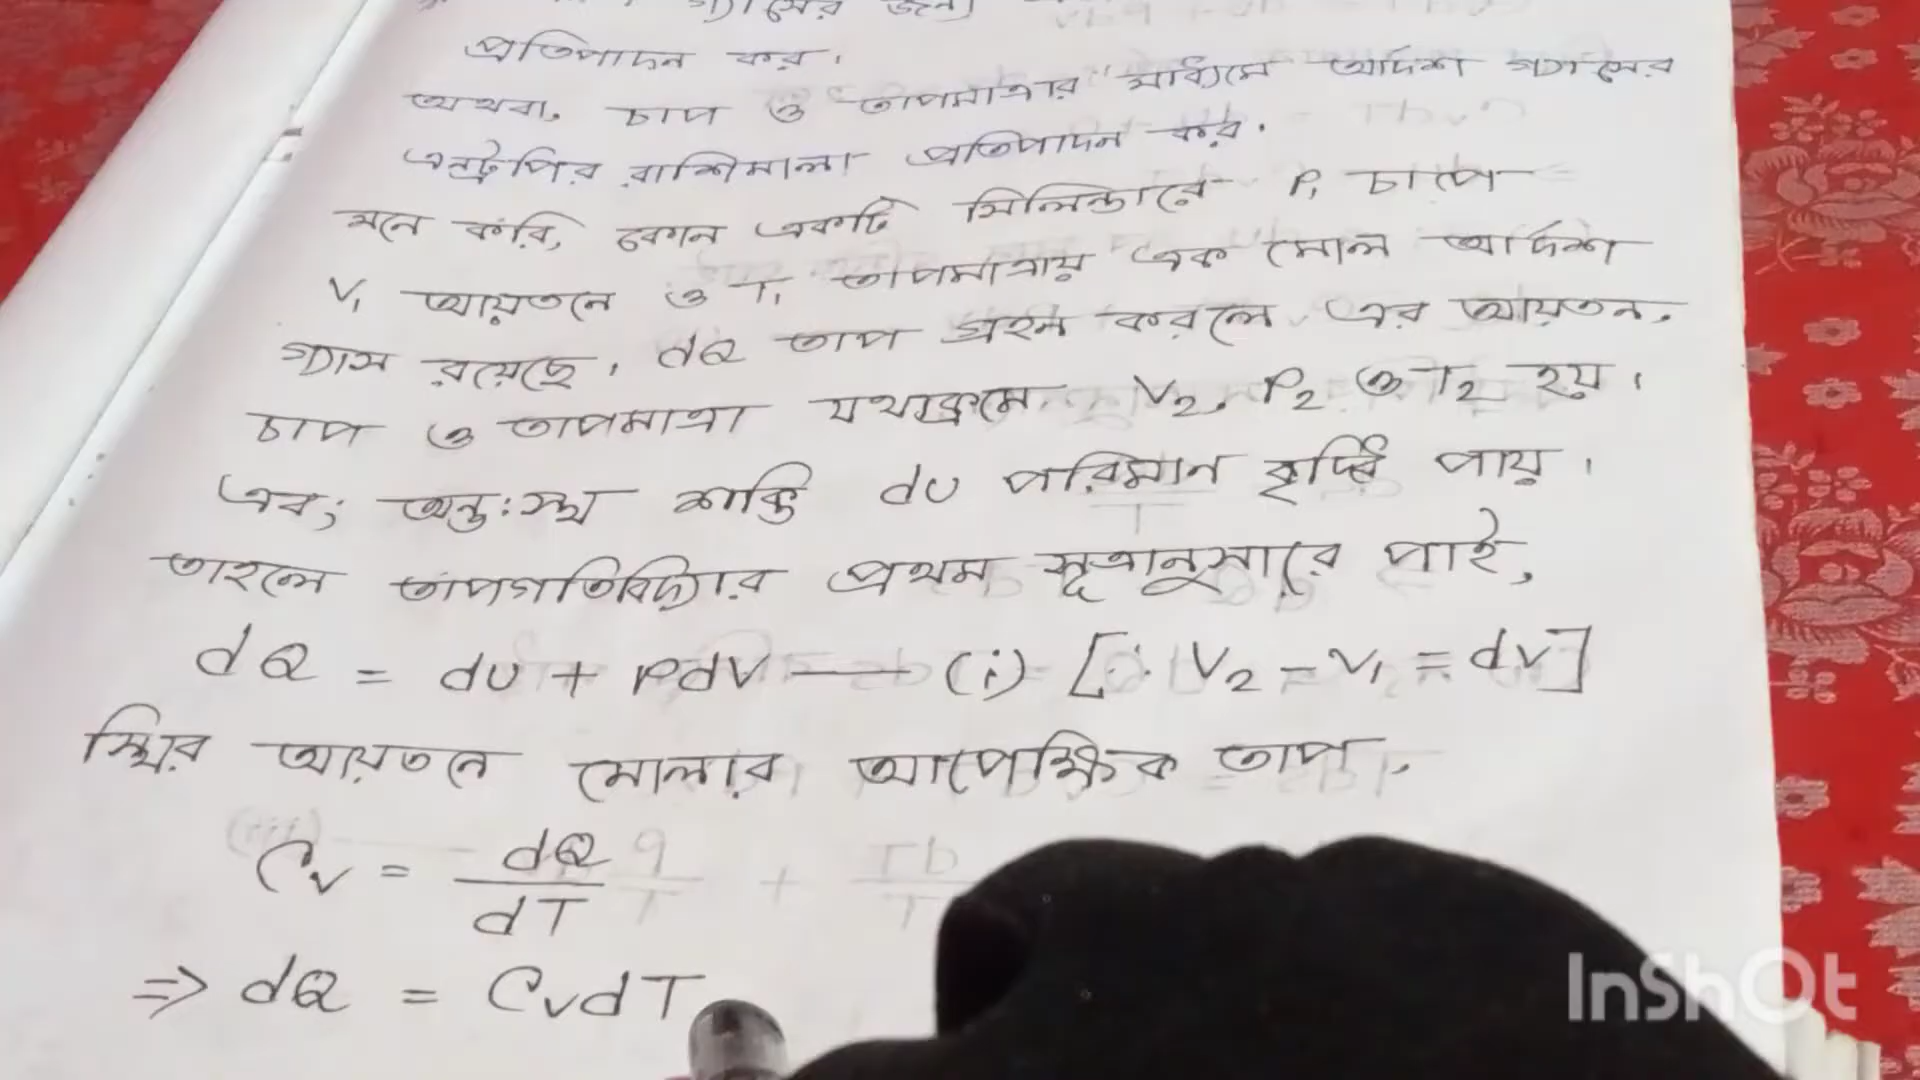 গ্যাসের জন্য
প্রতিপাদন কর।
অথবা, চাপ ও তাপমাত্রার মাধ্যমে আদর্শ গ্যাসের
এনট্রপির রাশিমালা প্রতিপাদন কর।
মনে করি, কোন একটি সিলিন্ডারে P₁ চাপে
V₁ আয়তনে ও T₁ তাপমাত্রায় এক মোল আদর্শ
গ্যাস রয়েছে। dQ তাপ গ্রহন করলে এর আয়তন,
চাপ ও তাপমাত্রা যথাক্রমে V₂, P₂ ও T₂ হয়।
এবং অন্তঃস্থ শক্তি dU পরিমান বৃদ্ধি পায়।
তাহলে তাপগতিবিদ্যার প্রথম সূত্রানুসারে পাই,
dQ = dU + PdV — (i) [∵ V₂ - V₁ = dV]
স্থির আয়তনে মোলার আপেক্ষিক তাপ,
Cv = dQ/dT
⇒ dQ = CvdT
InShOt